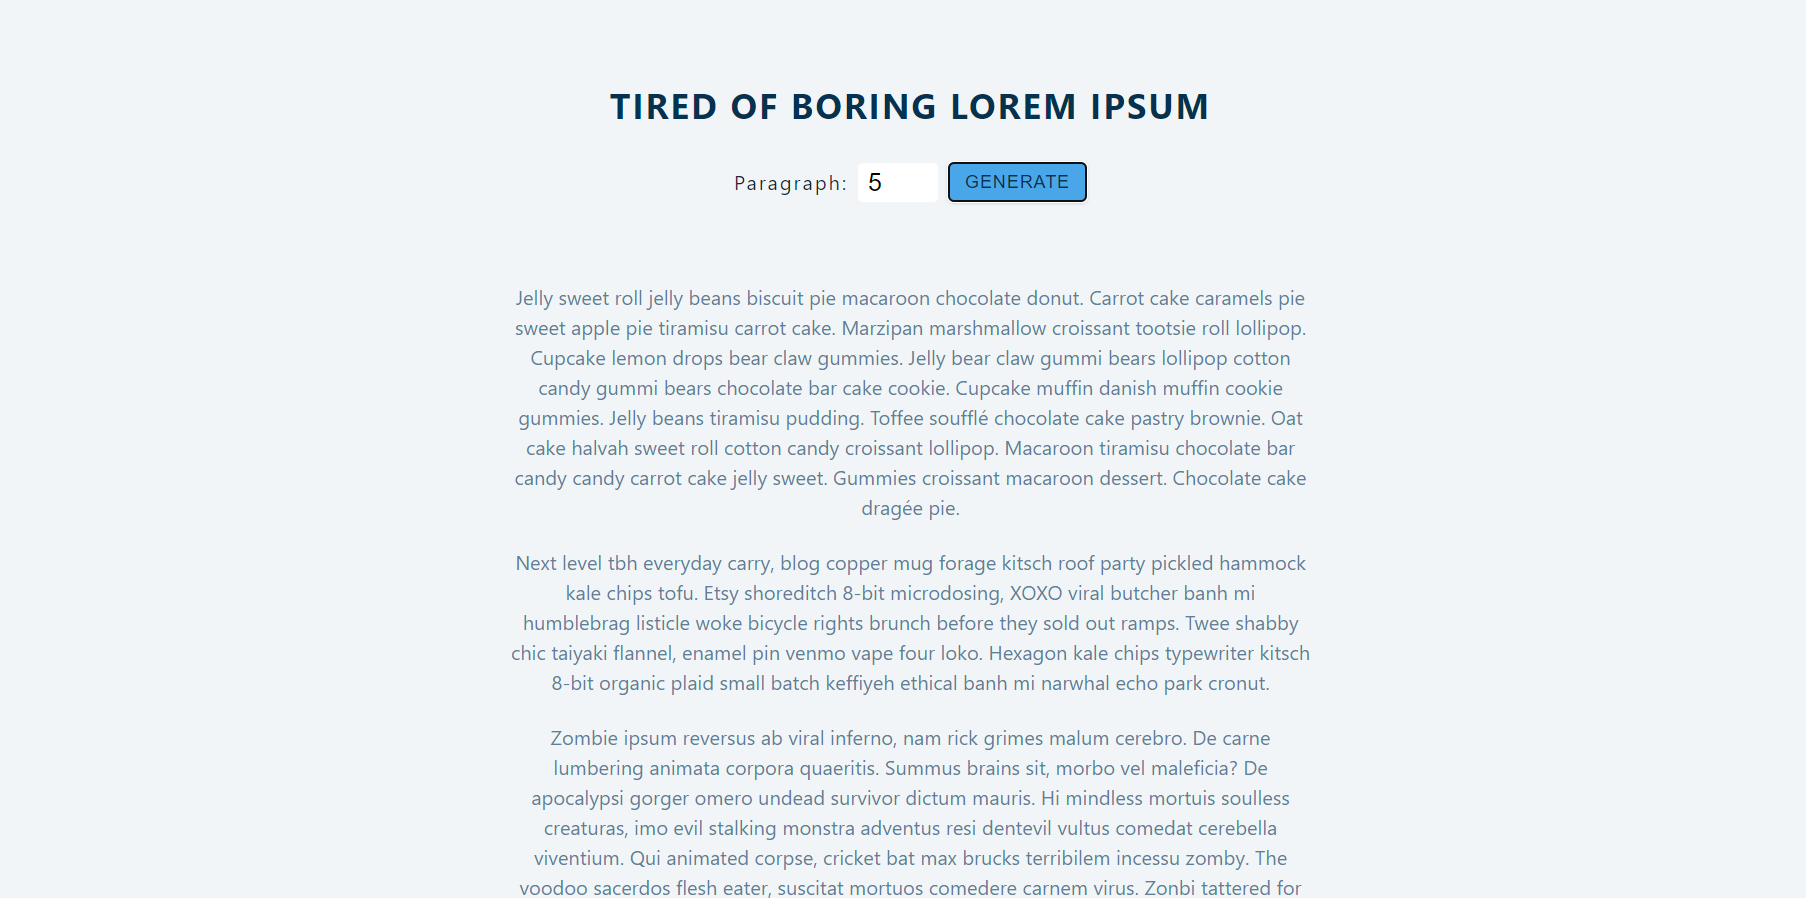 TIRED OF BORING LOREM IPSUM
Paragraph: 5 GENERATE
Jelly sweet roll jelly beans biscuit pie macaroon chocolate donut. Carrot cake caramels pie
sweet apple pie tiramisu carrot cake. Marzipan marshmallow croissant tootsie roll lollipop.
Cupcake lemon drops bear claw gummies. Jelly bear claw gummi bears lollipop cotton
candy gummi bears chocolate bar cake cookie. Cupcake muffin danish muffin cookie
gummies. Jelly beans tiramisu pudding. Toffee soufflé chocolate cake pastry brownie. Oat
cake halvah sweet roll cotton candy croissant lollipop. Macaroon tiramisu chocolate bar
candy candy carrot cake jelly sweet. Gummies croissant macaroon dessert. Chocolate cake
dragée pie.
Next level tbh everyday carry, blog copper mug forage kitsch roof party pickled hammock
kale chips tofu. Etsy shoreditch 8-bit microdosing, XOXO viral butcher banh mi
humblebrag listicle woke bicycle rights brunch before they sold out ramps. Twee shabby
chic taiyaki flannel, enamel pin venmo vape four loko. Hexagon kale chips typewriter kitsch
8-bit organic plaid small batch keffiyeh ethical banh mi narwhal echo park cronut.
Zombie ipsum reversus ab viral inferno, nam rick grimes malum cerebro. De carne
lumbering animata corpora quaeritis. Summus brains sit, morbo vel maleficia? De
apocalypsi gorger omero undead survivor dictum mauris. Hi mindless mortuis soulless
creaturas, imo evil stalking monstra adventus resi dentevil vultus comedat cerebella
viventium. Qui animated corpse, cricket bat max brucks terribilem incessu zomby. The
voodoo sacerdos flesh eater, suscitat mortuos comedere carnem virus. Zonbi tattered for